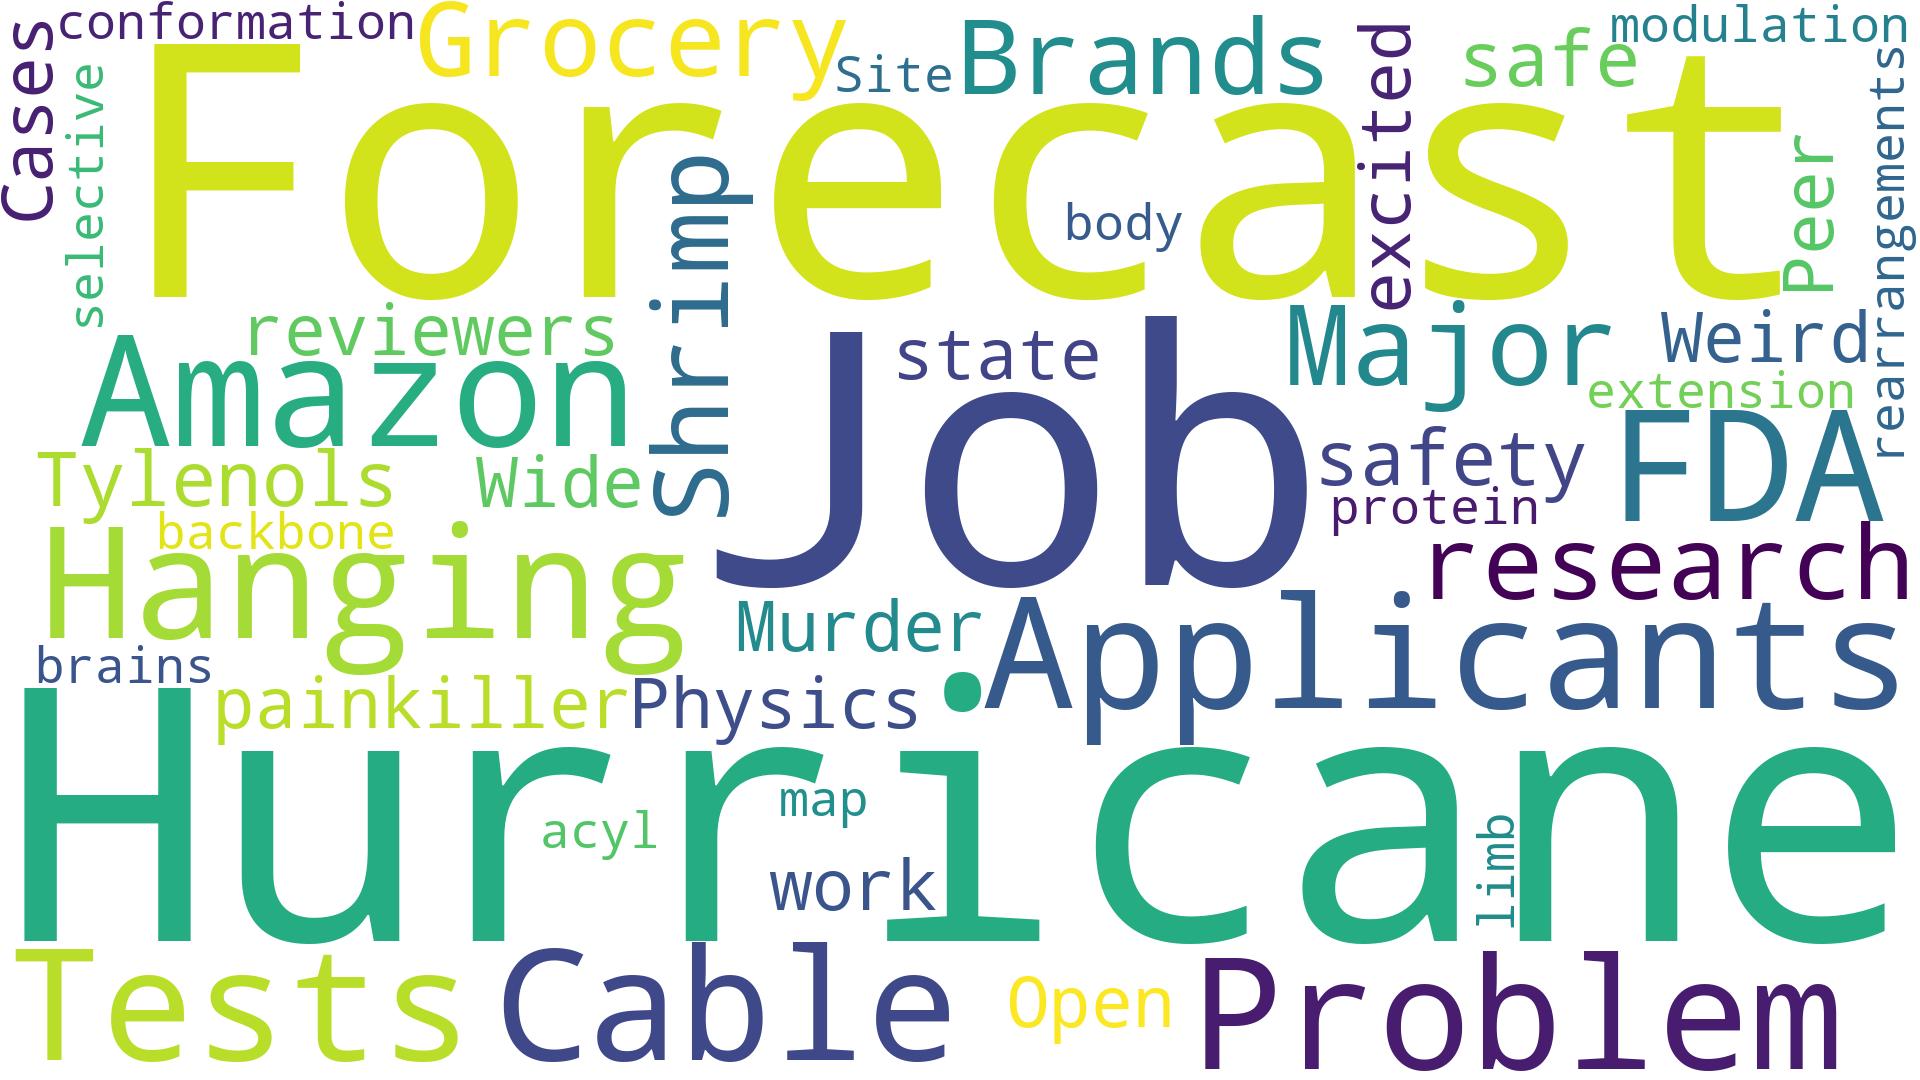 conformation
Grocery
Site
Brands
excited
safe
modulation
Cases
selective
Forecast
Shrimp
body
Peer
rearrangements
reviewers
Amazon
state
Job
Major
Weird
extension
Tylenols
Wide
safety
FDA
protein
backbone
Hanging
research
Murder
Applicants
brains
painkiller
Physics
Hurricane
acyl
map
work
limb
Tests
Cable
Open
Problem